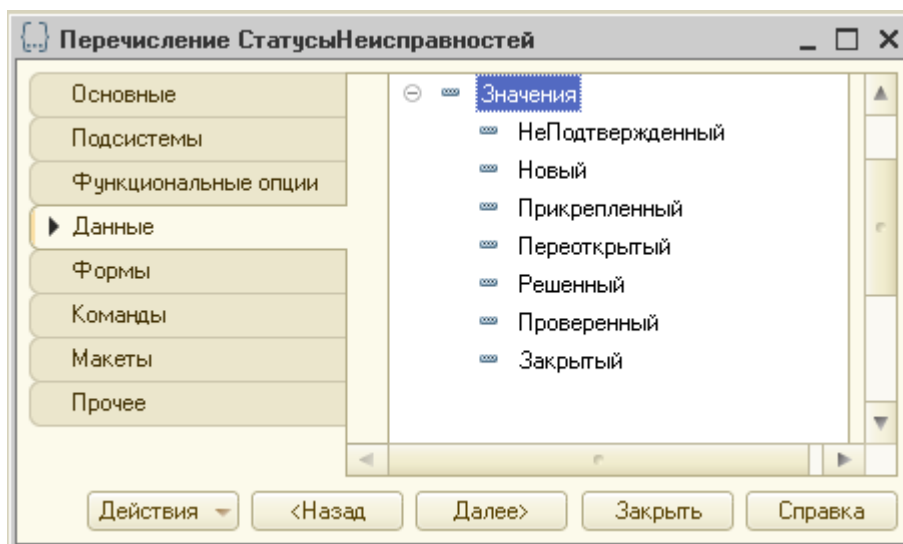 Перечисление СтатусыНеисправностей
Основные
Подсистемы
Функциональные опции
Данные
Формы
Команды
Макеты
Прочее
Значения
НеПодтвержденный
Новый
Прикрепленный
Переоткрытый
Решенный
Проверенный
Закрытый
Действия <Назад Далее> Закрыть Справка